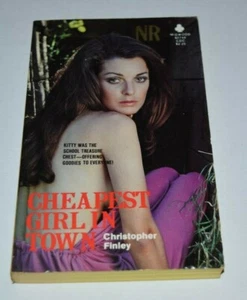 NR
KITTY WAS THE
SCHOOL TREASURE
CHEST—OFFERING
GOODIES TO EVERYONE!
CHEAPEST
GIRL IN
TOWN
Christopher
Finley